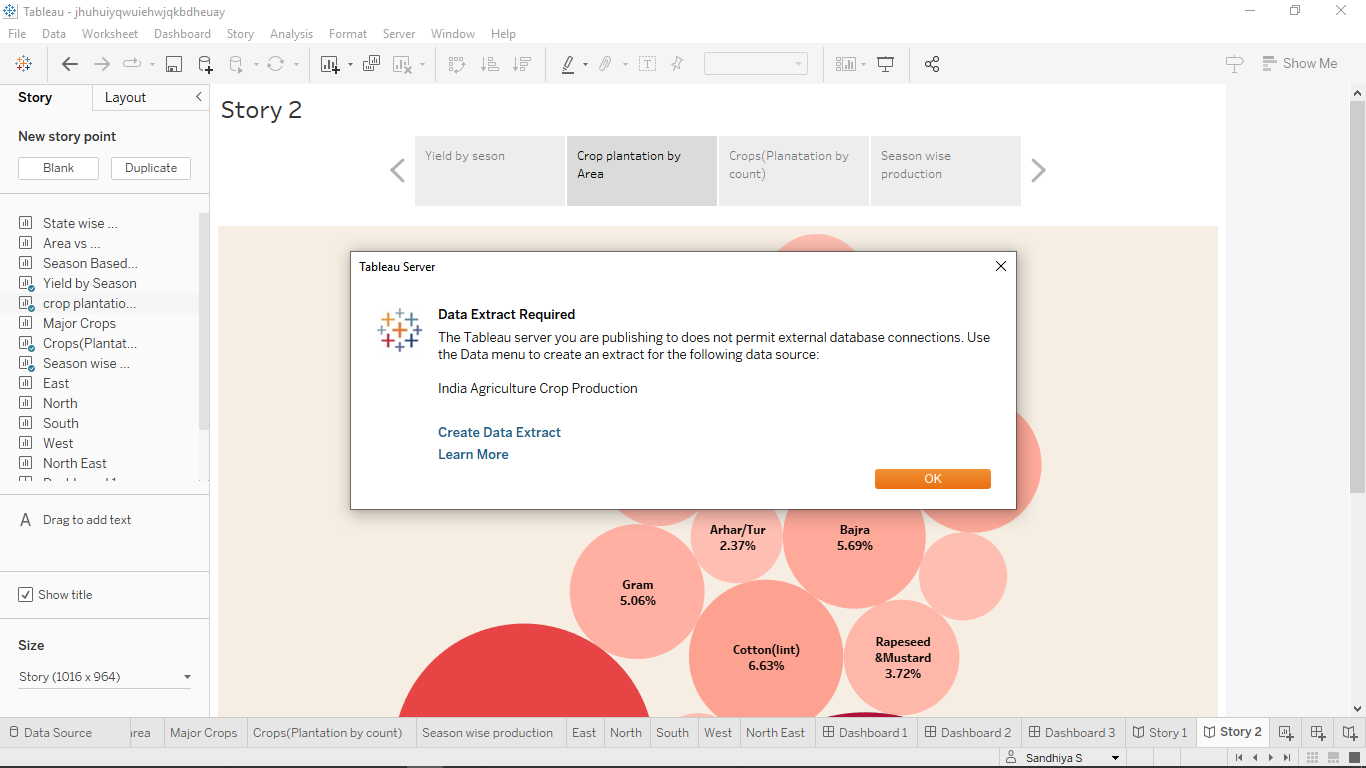 Tableau - jhuhuiyqwuiehwjqkbdheuay
File Data Worksheet Dashboard Story Analysis Format Server Window Help
Show Me
Story Layout
New story point
Blank Duplicate
State wise ...
Area vs ...
Season Based...
Yield by Season
crop plantatio...
Major Crops
Crops(Plantat...
Season wise ...
East
North
South
West
North East
A Drag to add text
Show title
Size
Story (1016 x 964)
Story 2
Yield by seson
Crop plantation by
Area
Crops(Planatation by
count)
Season wise
production
Tableau Server
Data Extract Required
The Tableau server you are publishing to does not permit external database connections. Use
the Data menu to create an extract for the following data source:
India Agriculture Crop Production
Create Data Extract
Learn More
OK
Arhar/Tur
2.37%
Bajra
5.69%
Gram
5.06%
Cotton(lint)
6.63%
Rapeseed
&Mustard
3.72%
Data Source rea Major Crops Crops(Plantation by count) Season wise production East North South West North East Dashboard 1 Dashboard 2 Dashboard 3 Story 1 Story 2
Sandhiya S